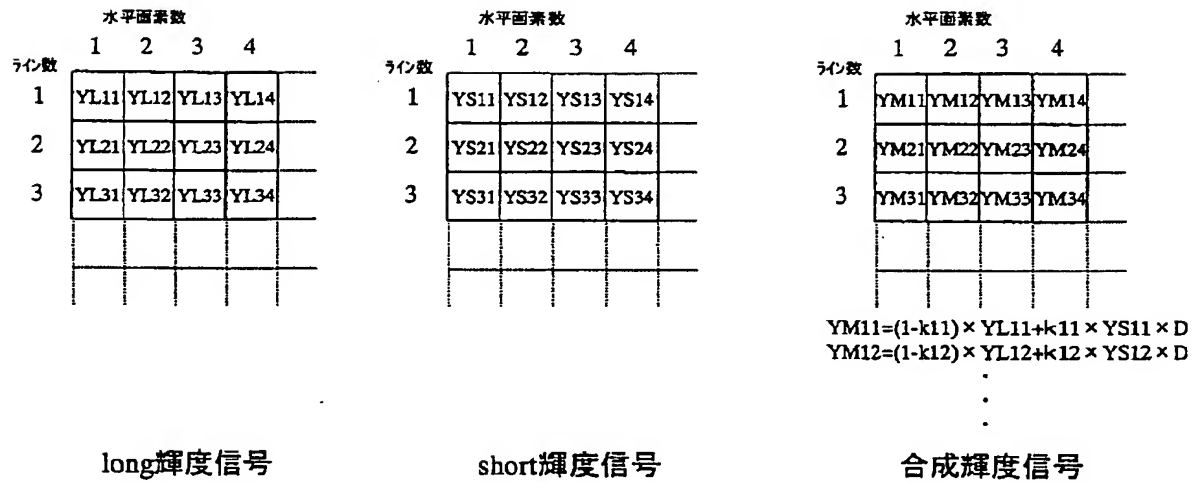 水平画素数
1 2 3 4
ライン数
1 YL11 YL12 YL13 YL14
2 YL21 YL22 YL23 YL24
3 YL31 YL32 YL33 YL34
long輝度信号
水平画素数
1 2 3 4
ライン数
1 YS11 YS12 YS13 YS14
2 YS21 YS22 YS23 YS24
3 YS31 YS32 YS33 YS34
short輝度信号
水平画素数
1 2 3 4
ライン数
1 YM11 YM12 YM13 YM14
2 YM21 YM22 YM23 YM24
3 YM31 YM32 YM33 YM34
YM11=(1-k11)×YL11+k11×YS11×D
YM12=(1-k12)×YL12+k12×YS12×D
・
・
・
合成輝度信号